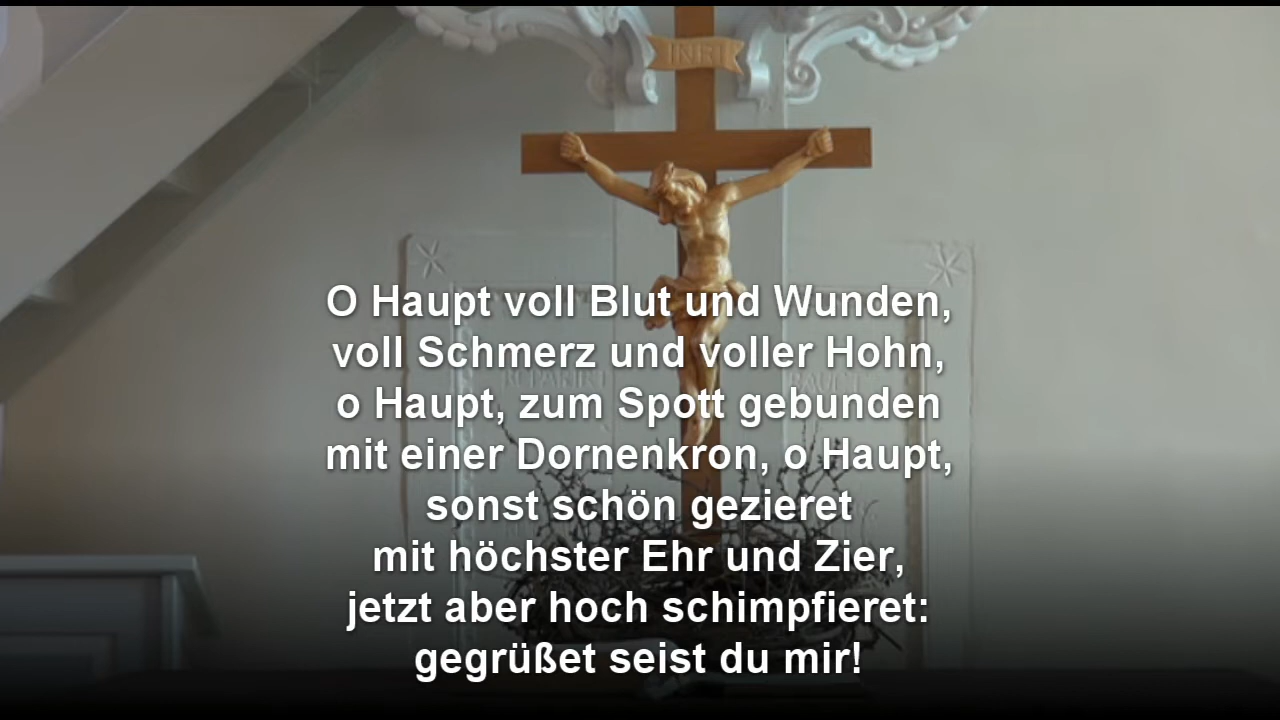 INRI
O Haupt voll Blut und Wunden,
voll Schmerz und voller Hohn,
o Haupt, zum Spott gebunden
mit einer Dornenkron, o Haupt,
sonst schön gezieret
mit höchster Ehr und Zier,
jetzt aber hoch schimpfieret:
gegrüßet seist du mir!